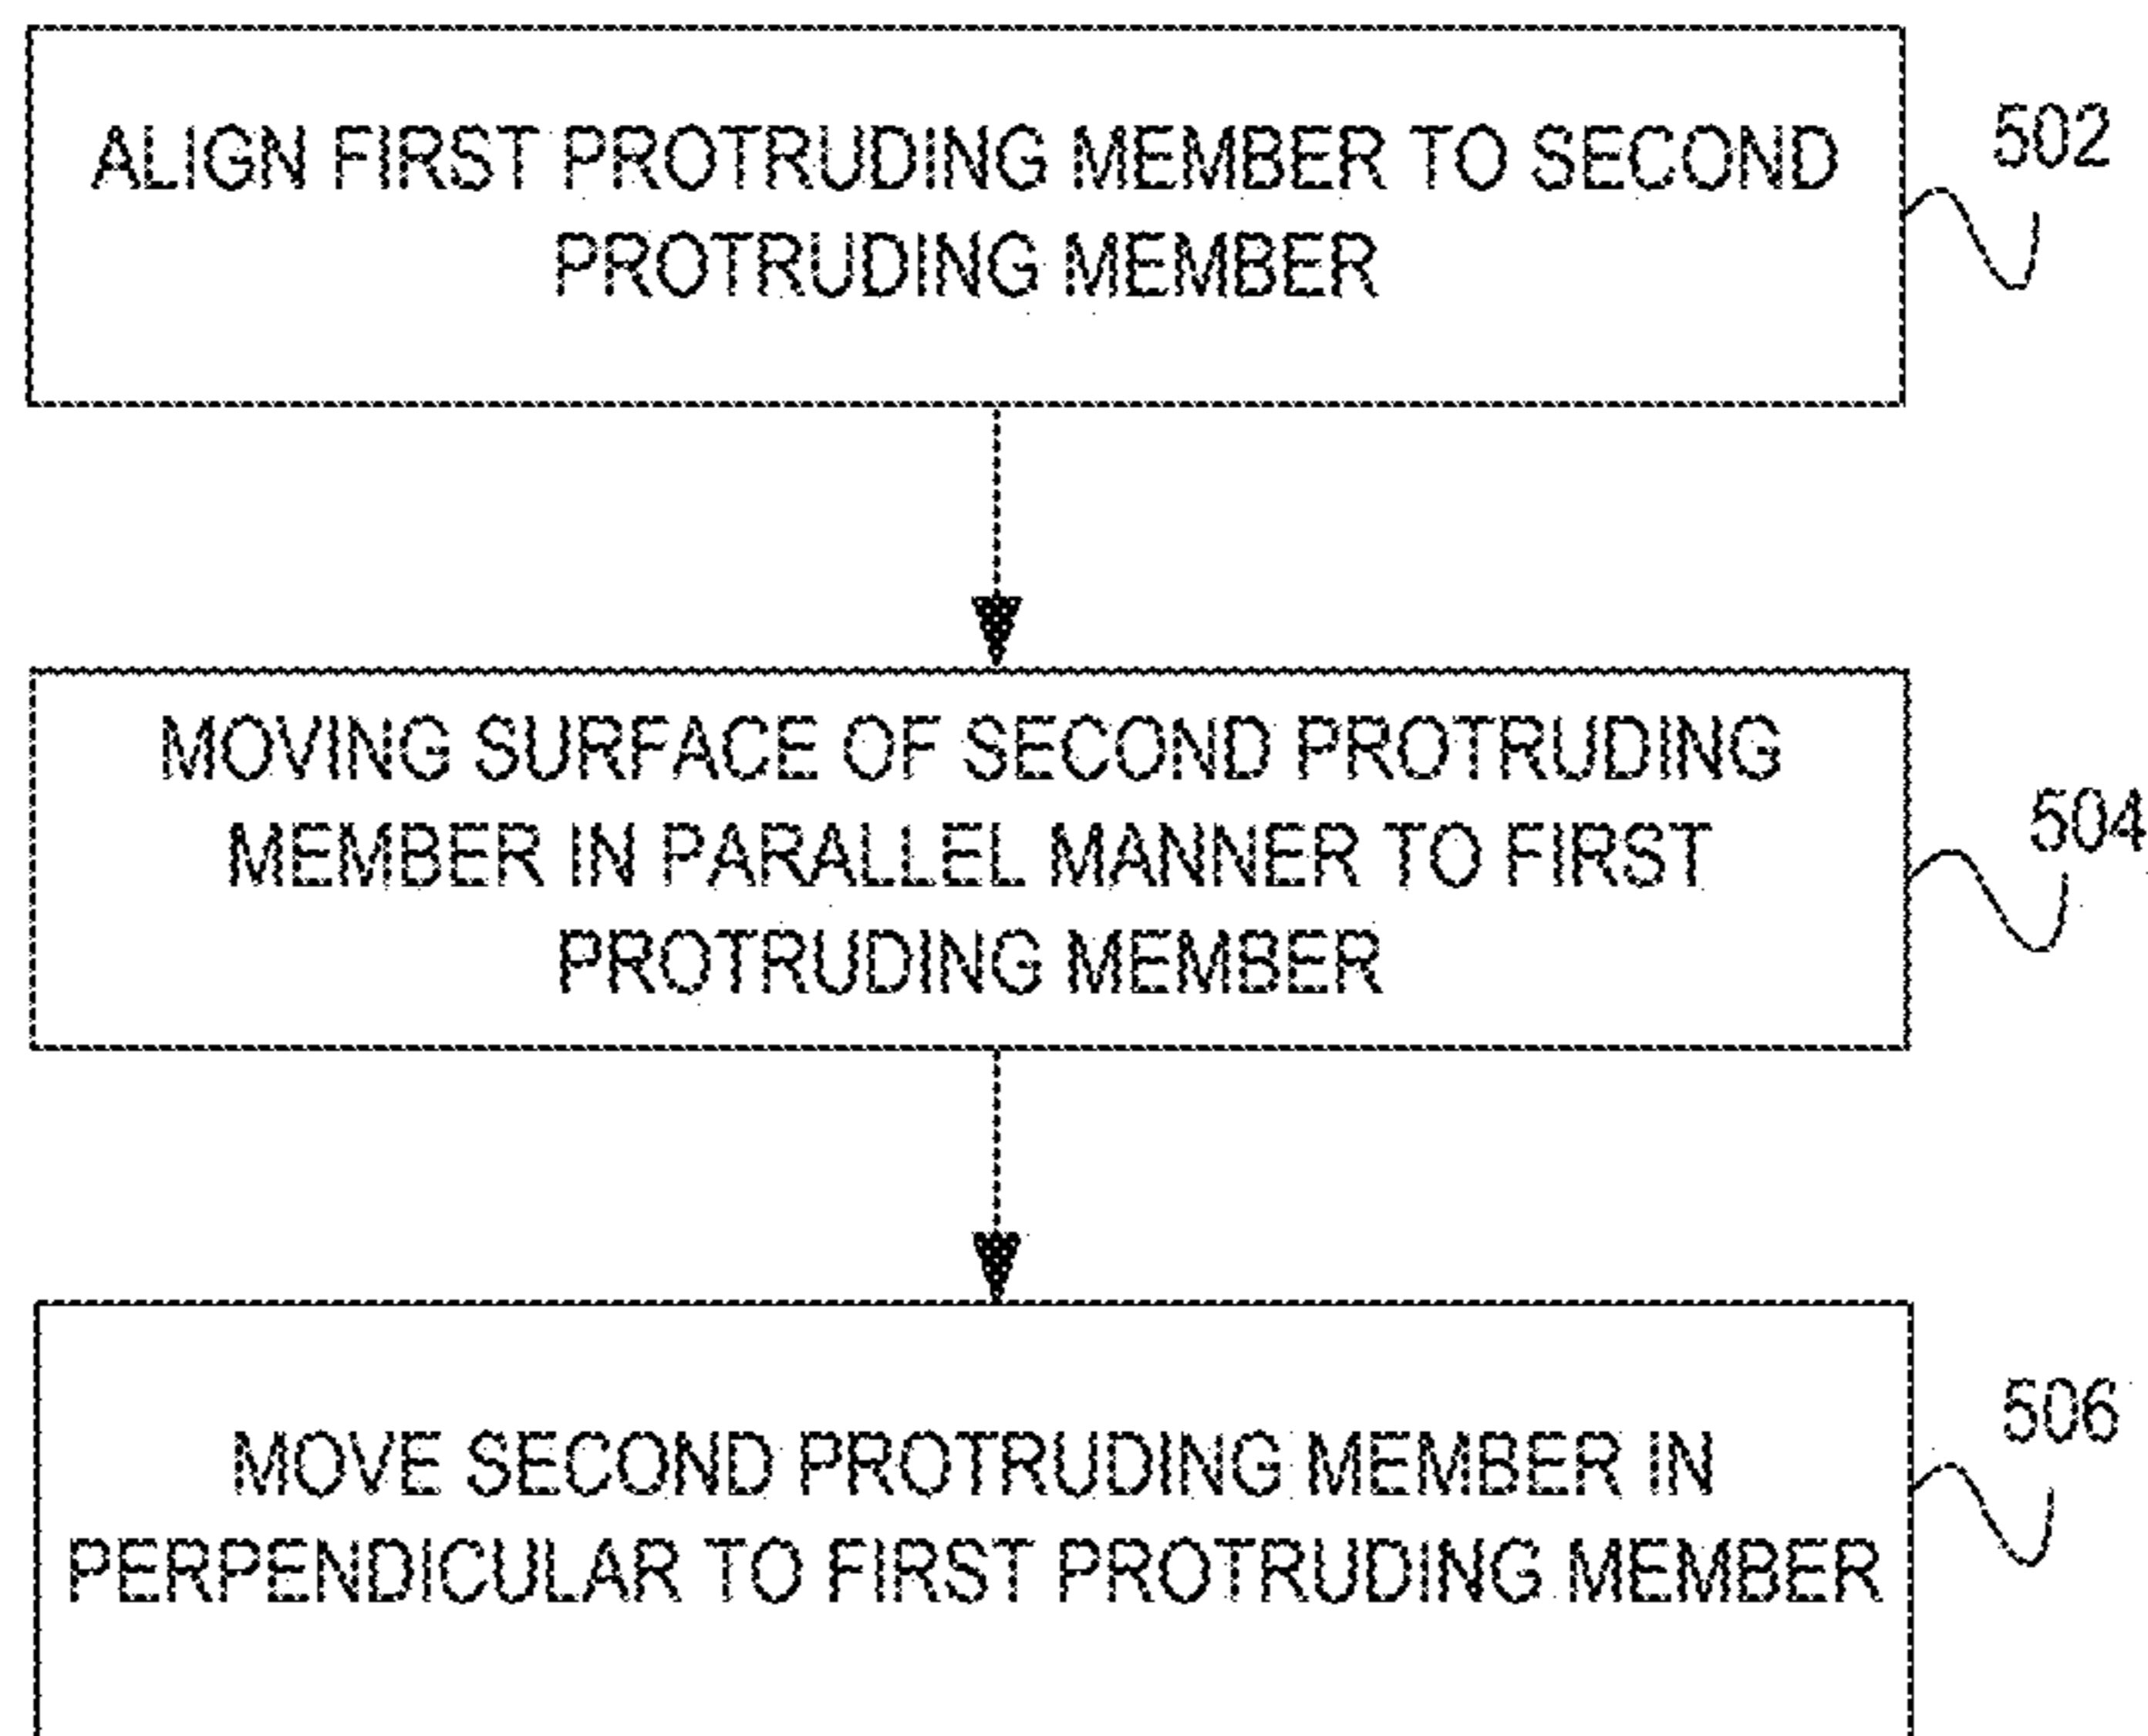 ALIGN FIRST PROTRUDING MEMBER TO SECOND
PROTRUDING MEMBER
502
MOVING SURFACE OF SECOND PROTRUDING
MEMBER IN PARALLEL MANNER TO FIRST
PROTRUDING MEMBER
504
MOVE SECOND PROTRUDING MEMBER IN
PERPENDICULAR TO FIRST PROTRUDING MEMBER
506